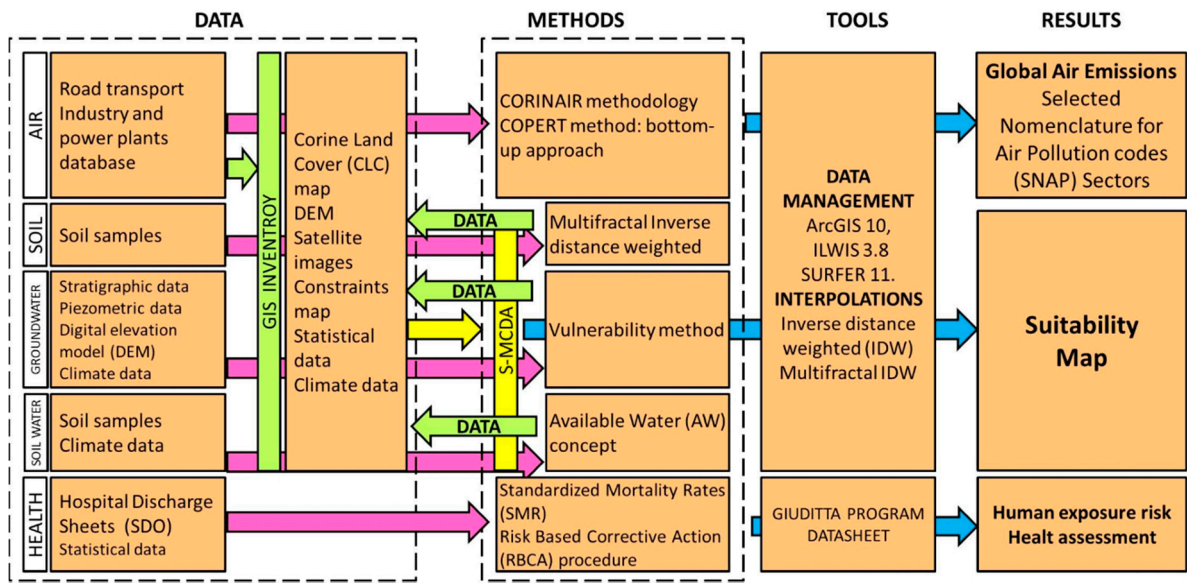 DATA
METHODS
TOOLS
RESULTS
AIR
Road transport
Industry and
power plants
database
SOIL
Soil samples
GROUNDWATER
Stratigraphic data
Piezometric data
Digital elevation
model (DEM)
Climate data
SOIL WATER
Soil samples
Climate data
HEALTH
Hospital Discharge
Sheets (SDO)
Statistical data
GIS INVENTROY
Corine Land
Cover (CLC)
map
DEM
Satellite
images
Constraints
map
Statistical
data
Climate data
DATA
DATA
DATA
S-MCDA
CORINAIR methodology
COPERT method: bottom-
up approach
Multifractal Inverse
distance weighted
Vulnerability method
Available Water (AW)
concept
Standardized Mortality Rates
(SMR)
Risk Based Corrective Action
(RBCA) procedure
DATA
MANAGEMENT
ArcGIS 10,
ILWIS 3.8
SURFER 11.
INTERPOLATIONS
Inverse distance
weighted (IDW)
Multifractal IDW
GIUDITTA PROGRAM
DATASHEET
Global Air Emissions
Selected
Nomenclature for
Air Pollution codes
(SNAP) Sectors
Suitability
Map
Human exposure risk
Healt assessment